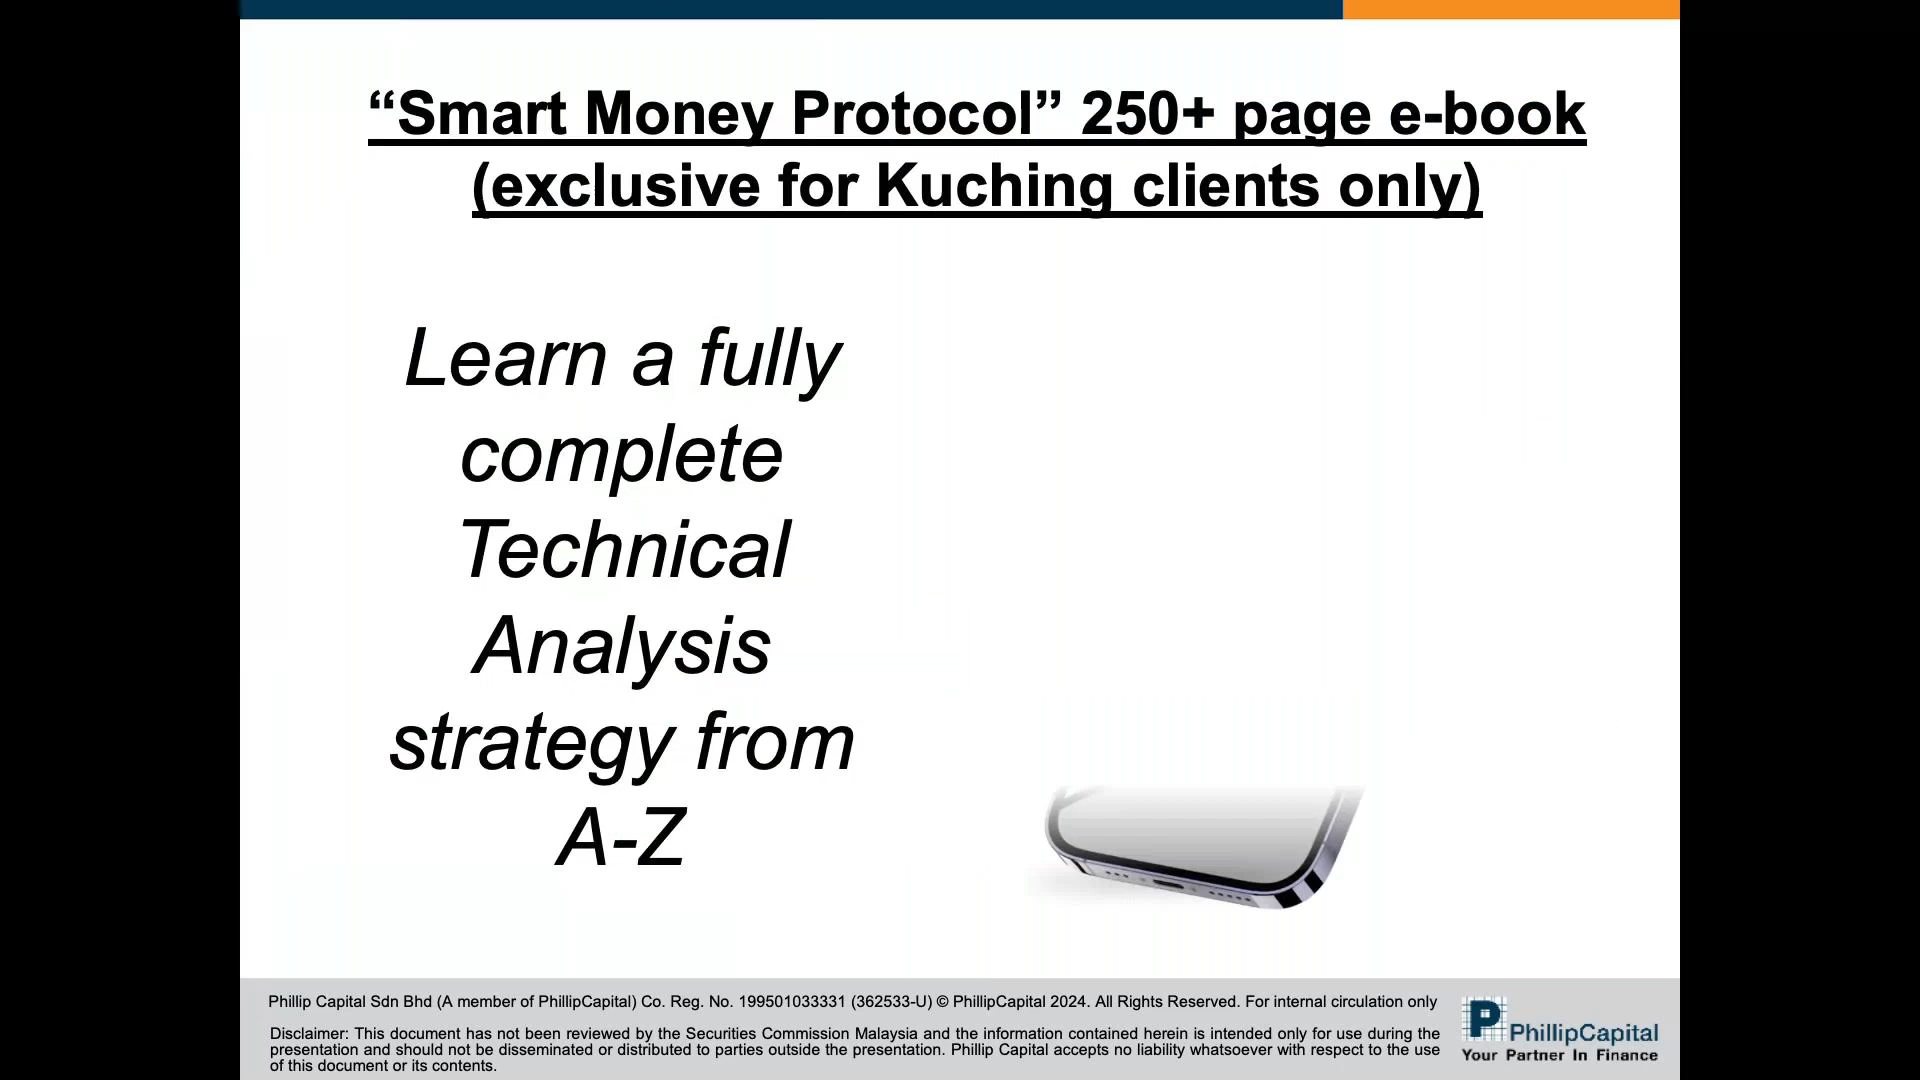 “Smart Money Protocol” 250+ page e-book
(exclusive for Kuching clients only)
Learn a fully
complete
Technical
Analysis
strategy from
A-Z
Phillip Capital Sdn Bhd (A member of PhillipCapital) Co. Reg. No. 199501033331 (362533-U) © PhillipCapital 2024. All Rights Reserved. For internal circulation only
Disclaimer: This document has not been reviewed by the Securities Commission Malaysia and the information contained herein is intended only for use during the
presentation and should not be disseminated or distributed to parties outside the presentation. Phillip Capital accepts no liability whatsoever with respect to the use
of this document or its contents.
P
PhillipCapital
Your Partner In Finance